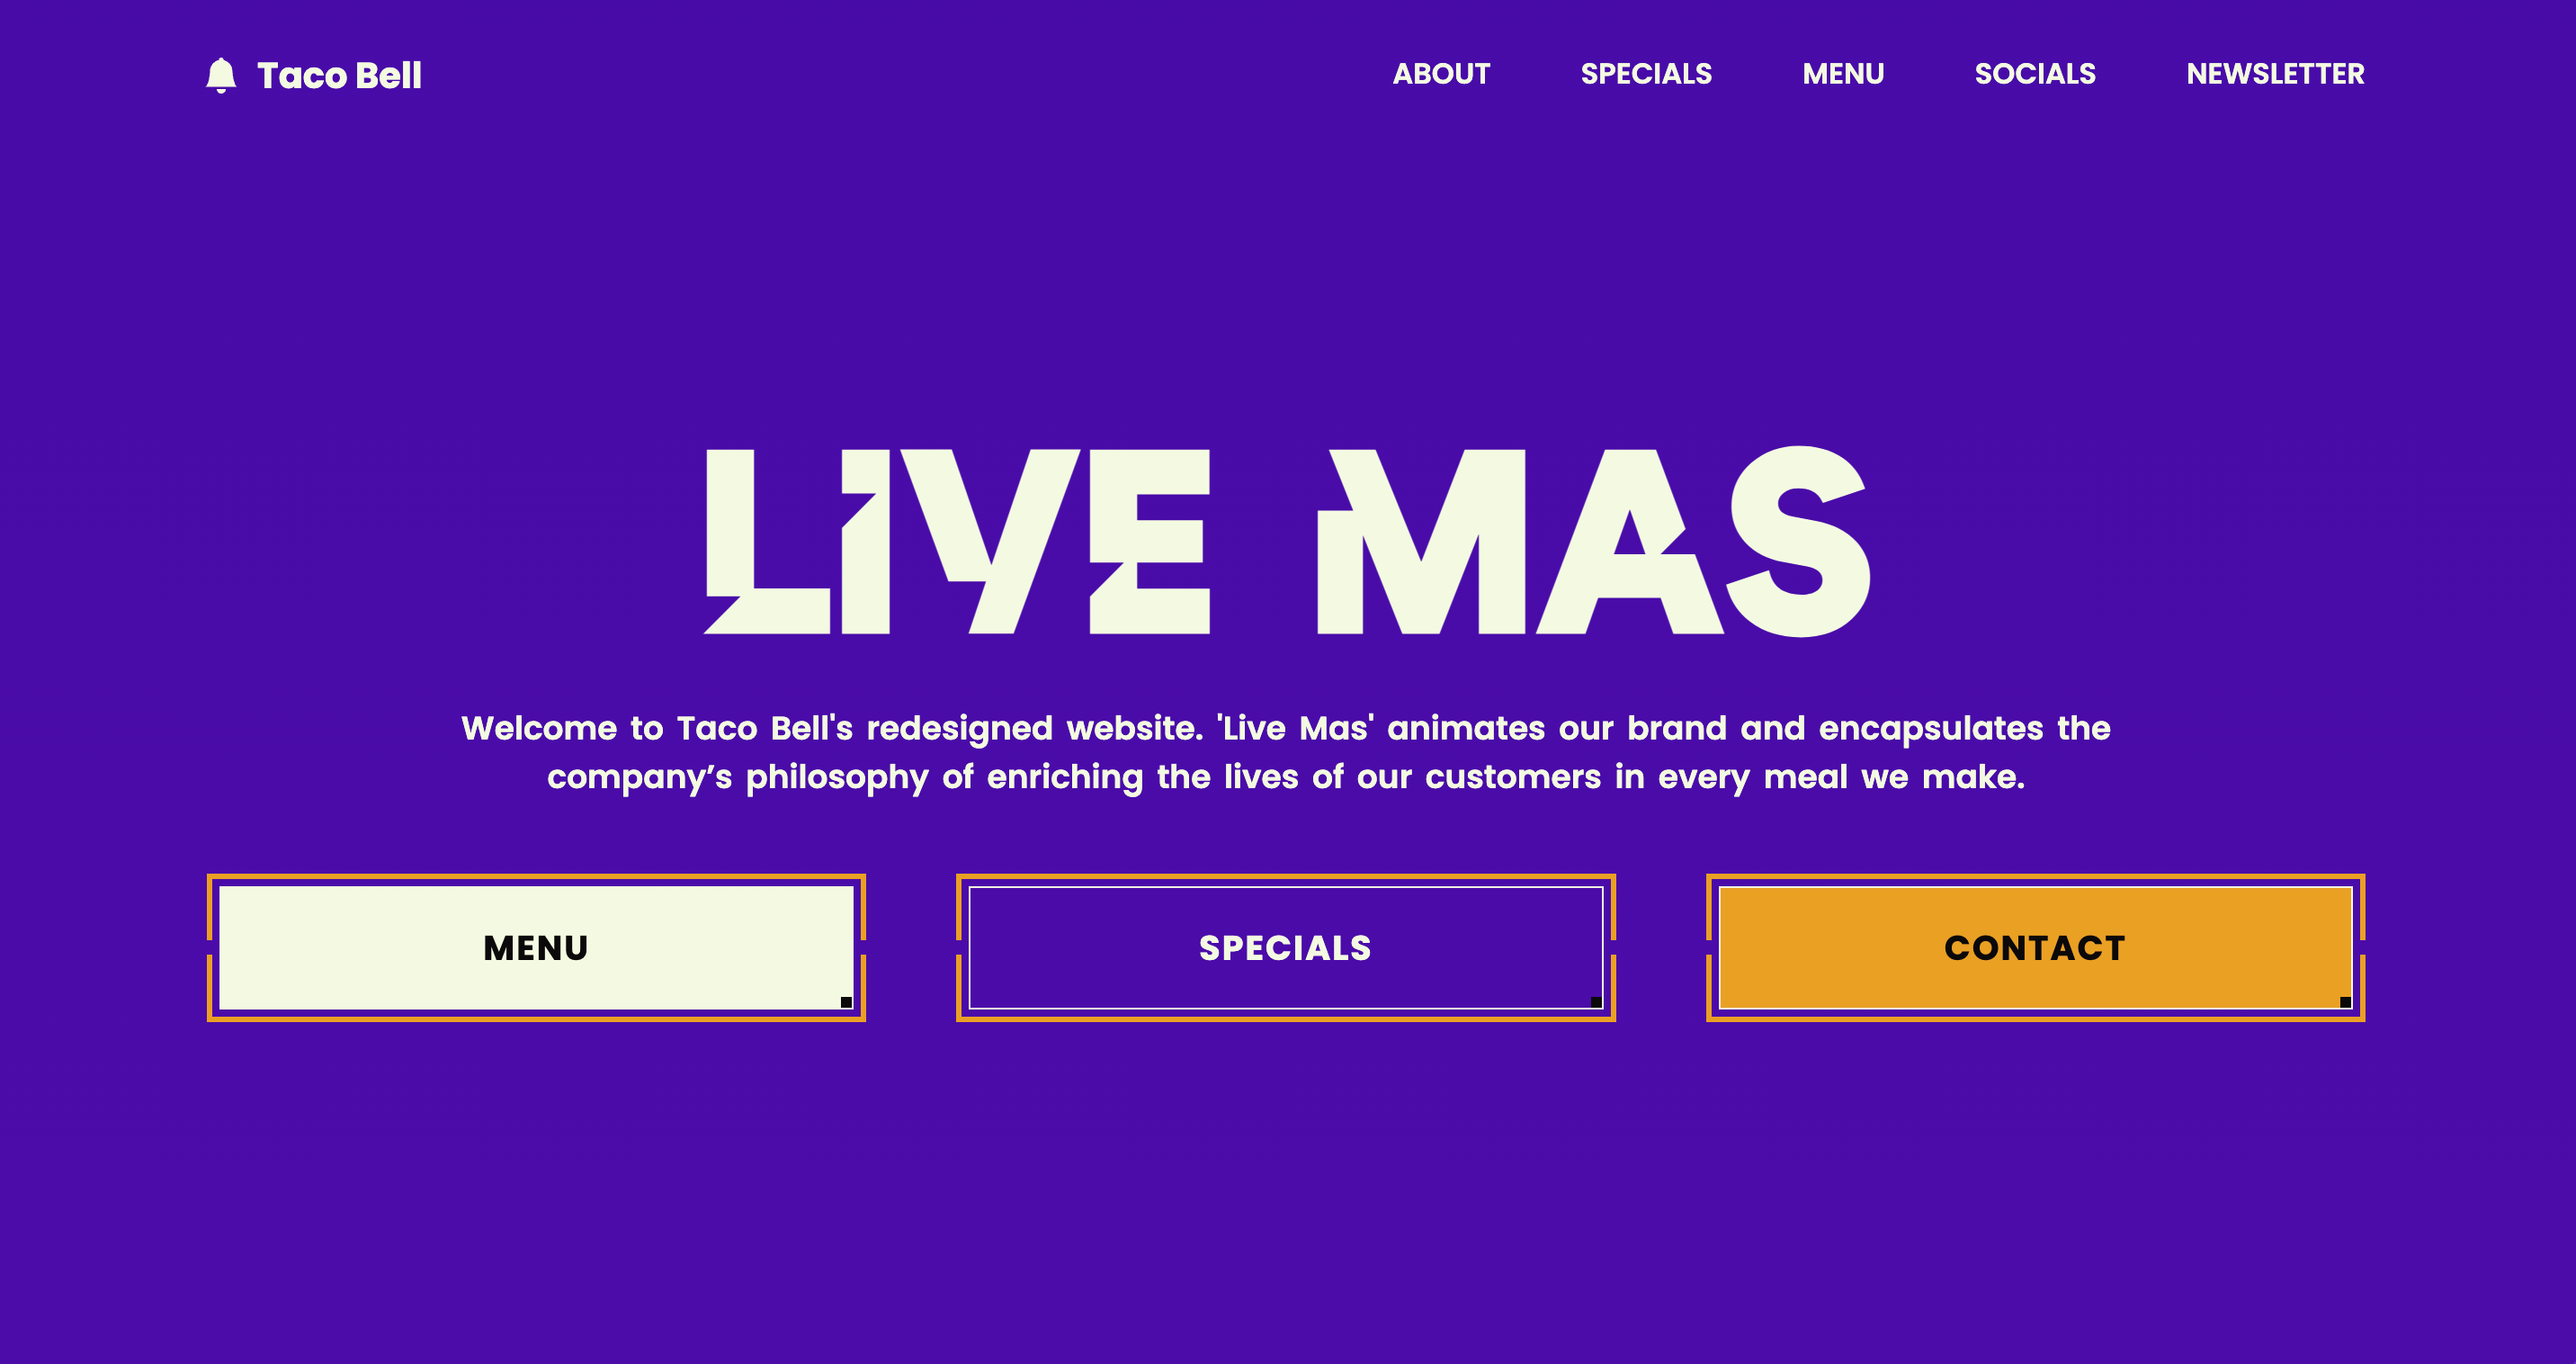 Taco Bell
ABOUT SPECIALS MENU SOCIALS NEWSLETTER
LiVE MAS
Welcome to Taco Bell's redesigned website. 'Live Mas' animates our brand and encapsulates the
company’s philosophy of enriching the lives of our customers in every meal we make.
MENU
SPECIALS
CONTACT